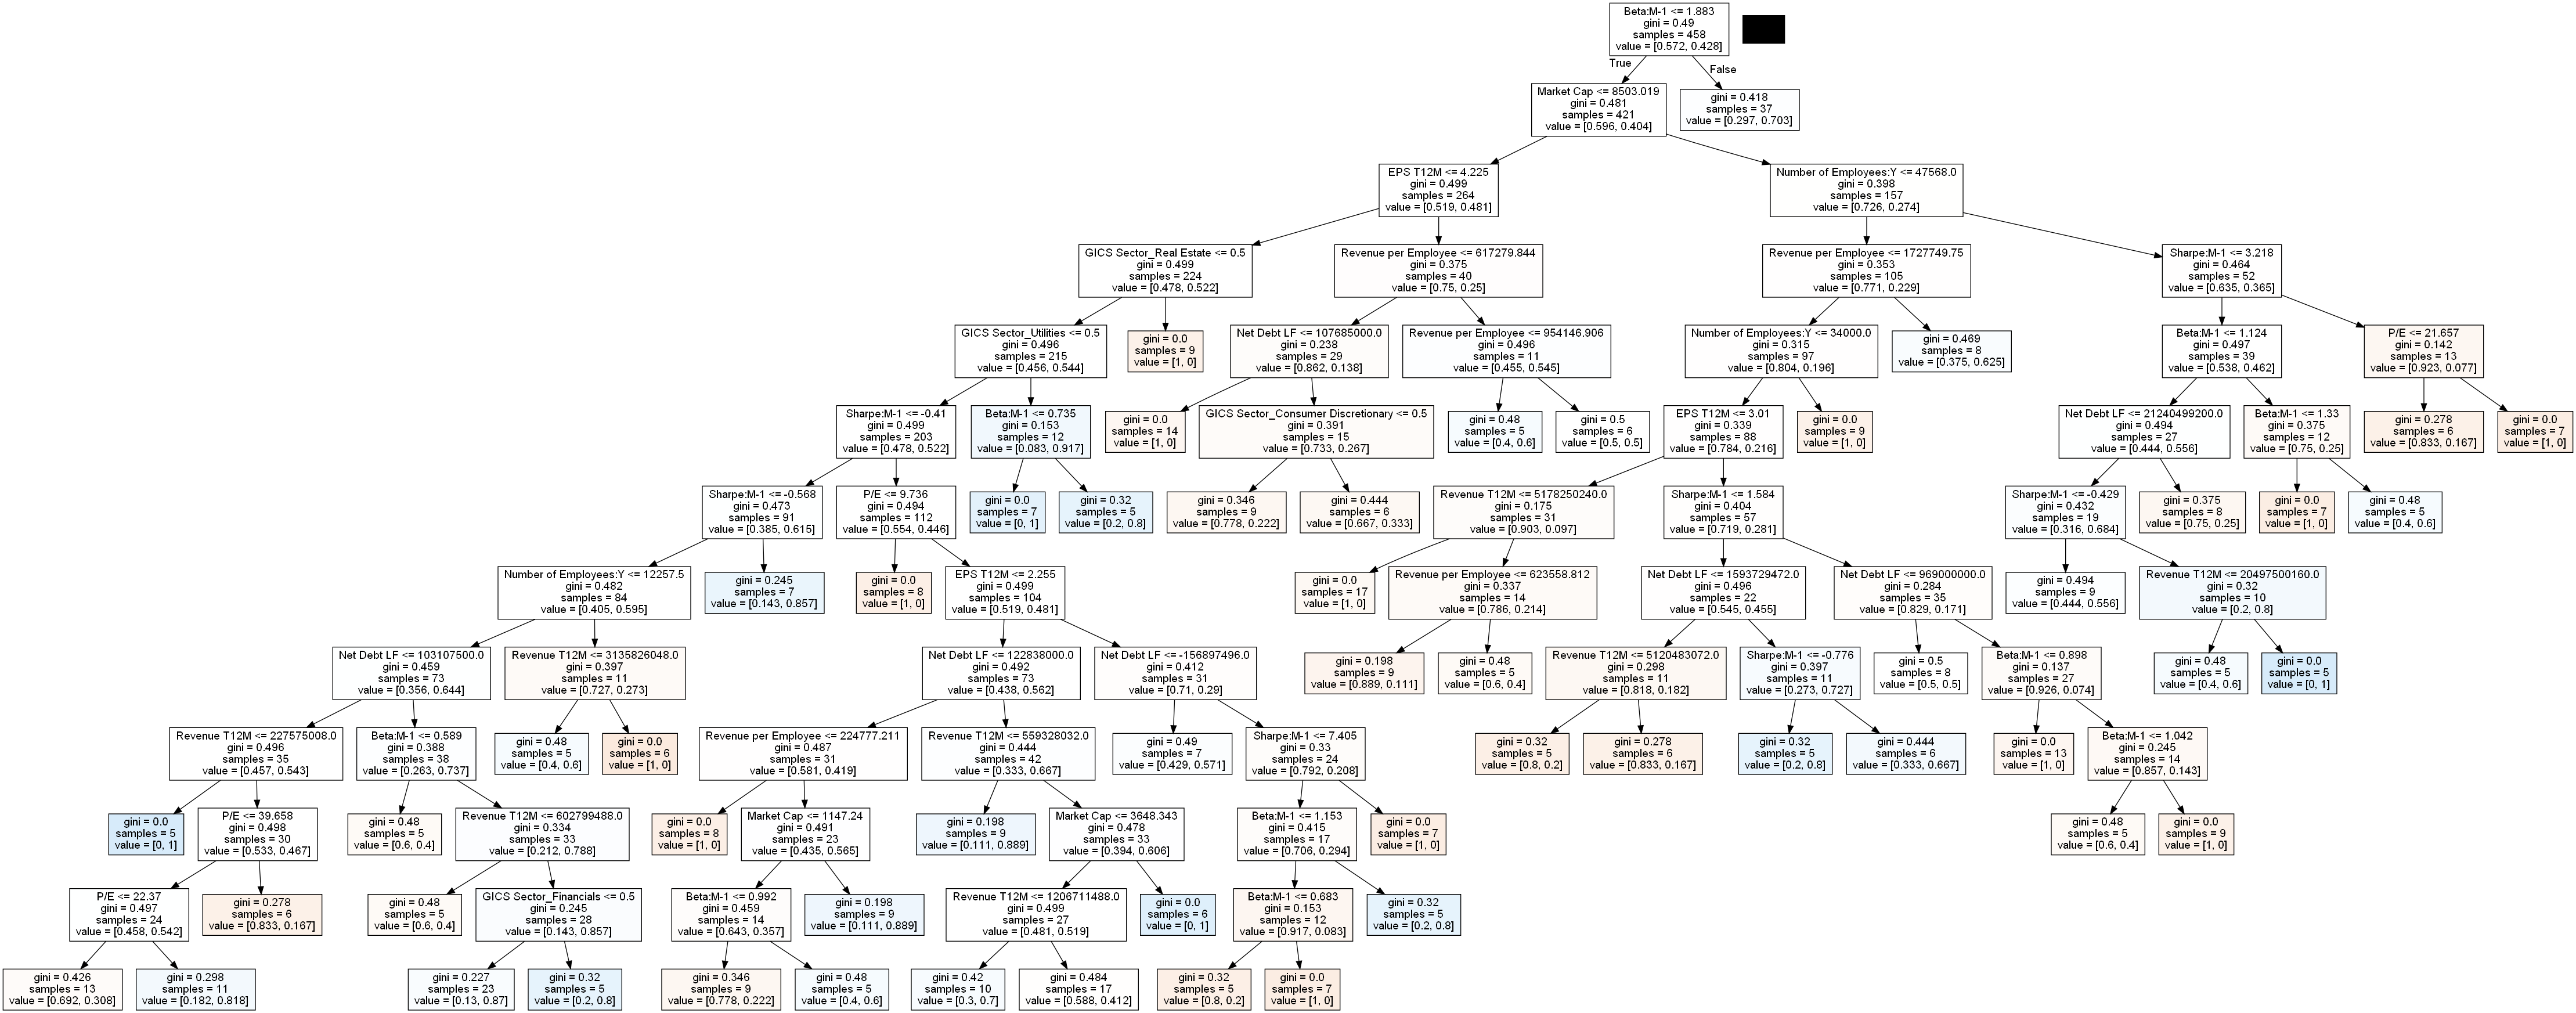 Beta:M-1 <= 1.883
gini = 0.49
samples = 458
value = [0.572, 0.428]
True
False
Market Cap <= 8503.019
gini = 0.481
samples = 421
value = [0.596, 0.404]
gini = 0.418
samples = 37
value = [0.297, 0.703]
EPS T12M <= 4.225
gini = 0.499
samples = 264
value = [0.519, 0.481]
Number of Employees:Y <= 47568.0
gini = 0.398
samples = 157
value = [0.726, 0.274]
GICS Sector_Real Estate <= 0.5
gini = 0.499
samples = 224
value = [0.478, 0.522]
Revenue per Employee <= 617279.844
gini = 0.375
samples = 40
value = [0.75, 0.25]
Revenue per Employee <= 1727749.75
gini = 0.353
samples = 105
value = [0.771, 0.229]
Sharpe:M-1 <= 3.218
gini = 0.464
samples = 52
value = [0.635, 0.365]
GICS Sector_Utilities <= 0.5
gini = 0.496
samples = 215
value = [0.456, 0.544]
gini = 0.0
samples = 9
value = [1, 0]
Net Debt LF <= 107685000.0
gini = 0.238
samples = 29
value = [0.862, 0.138]
Revenue per Employee <= 954146.906
gini = 0.496
samples = 11
value = [0.455, 0.545]
Number of Employees:Y <= 34000.0
gini = 0.315
samples = 97
value = [0.804, 0.196]
gini = 0.469
samples = 8
value = [0.375, 0.625]
Beta:M-1 <= 1.124
gini = 0.497
samples = 39
value = [0.538, 0.462]
P/E <= 21.657
gini = 0.142
samples = 13
value = [0.923, 0.077]
Sharpe:M-1 <= -0.41
gini = 0.499
samples = 203
value = [0.478, 0.522]
Beta:M-1 <= 0.735
gini = 0.153
samples = 12
value = [0.083, 0.917]
gini = 0.0
samples = 14
value = [1, 0]
GICS Sector_Consumer Discretionary <= 0.5
gini = 0.391
samples = 15
value = [0.733, 0.267]
gini = 0.48
samples = 5
value = [0.4, 0.6]
gini = 0.5
samples = 6
value = [0.5, 0.5]
EPS T12M <= 3.01
gini = 0.339
samples = 88
value = [0.784, 0.216]
gini = 0.0
samples = 9
value = [1, 0]
Net Debt LF <= 21240499200.0
gini = 0.494
samples = 27
value = [0.444, 0.556]
Beta:M-1 <= 1.33
gini = 0.375
samples = 12
value = [0.75, 0.25]
gini = 0.278
samples = 6
value = [0.833, 0.167]
gini = 0.0
samples = 7
value = [1, 0]
Sharpe:M-1 <= -0.568
gini = 0.473
samples = 91
value = [0.385, 0.615]
P/E <= 9.736
gini = 0.494
samples = 112
value = [0.554, 0.446]
gini = 0.0
samples = 7
value = [0, 1]
gini = 0.32
samples = 5
value = [0.2, 0.8]
gini = 0.346
samples = 9
value = [0.778, 0.222]
gini = 0.444
samples = 6
value = [0.667, 0.333]
Revenue T12M <= 5178250240.0
gini = 0.175
samples = 31
value = [0.903, 0.097]
Sharpe:M-1 <= 1.584
gini = 0.404
samples = 57
value = [0.719, 0.281]
Sharpe:M-1 <= -0.429
gini = 0.432
samples = 19
value = [0.316, 0.684]
gini = 0.375
samples = 8
value = [0.75, 0.25]
gini = 0.0
samples = 7
value = [1, 0]
gini = 0.48
samples = 5
value = [0.4, 0.6]
Number of Employees:Y <= 12257.5
gini = 0.482
samples = 84
value = [0.405, 0.595]
gini = 0.245
samples = 7
value = [0.143, 0.857]
gini = 0.0
samples = 8
value = [1, 0]
EPS T12M <= 2.255
gini = 0.499
samples = 104
value = [0.519, 0.481]
gini = 0.0
samples = 17
value = [1, 0]
Revenue per Employee <= 623558.812
gini = 0.337
samples = 14
value = [0.786, 0.214]
Net Debt LF <= 1593729472.0
gini = 0.496
samples = 22
value = [0.545, 0.455]
Net Debt LF <= 969000000.0
gini = 0.284
samples = 35
value = [0.829, 0.171]
gini = 0.494
samples = 9
value = [0.444, 0.556]
Revenue T12M <= 20497500160.0
gini = 0.32
samples = 10
value = [0.2, 0.8]
Net Debt LF <= 103107500.0
gini = 0.459
samples = 73
value = [0.356, 0.644]
Revenue T12M <= 3135826048.0
gini = 0.397
samples = 11
value = [0.727, 0.273]
Net Debt LF <= 122838000.0
gini = 0.492
samples = 73
value = [0.438, 0.562]
Net Debt LF <= -156897496.0
gini = 0.412
samples = 31
value = [0.71, 0.29]
gini = 0.198
samples = 9
value = [0.889, 0.111]
gini = 0.48
samples = 5
value = [0.6, 0.4]
Revenue T12M <= 5120483072.0
gini = 0.298
samples = 11
value = [0.818, 0.182]
Sharpe:M-1 <= -0.776
gini = 0.397
samples = 11
value = [0.273, 0.727]
gini = 0.5
samples = 8
value = [0.5, 0.5]
Beta:M-1 <= 0.898
gini = 0.137
samples = 27
value = [0.926, 0.074]
gini = 0.48
samples = 5
value = [0.4, 0.6]
gini = 0.0
samples = 5
value = [0, 1]
Revenue T12M <= 227575008.0
gini = 0.496
samples = 35
value = [0.457, 0.543]
Beta:M-1 <= 0.589
gini = 0.388
samples = 38
value = [0.263, 0.737]
gini = 0.48
samples = 5
value = [0.4, 0.6]
gini = 0.0
samples = 6
value = [1, 0]
Revenue per Employee <= 224777.211
gini = 0.487
samples = 31
value = [0.581, 0.419]
Revenue T12M <= 559328032.0
gini = 0.444
samples = 42
value = [0.333, 0.667]
gini = 0.49
samples = 7
value = [0.429, 0.571]
Sharpe:M-1 <= 7.405
gini = 0.33
samples = 24
value = [0.792, 0.208]
gini = 0.32
samples = 5
value = [0.8, 0.2]
gini = 0.278
samples = 6
value = [0.833, 0.167]
gini = 0.32
samples = 5
value = [0.2, 0.8]
gini = 0.444
samples = 6
value = [0.333, 0.667]
gini = 0.0
samples = 13
value = [1, 0]
Beta:M-1 <= 1.042
gini = 0.245
samples = 14
value = [0.857, 0.143]
gini = 0.0
samples = 5
value = [0, 1]
P/E <= 39.658
gini = 0.498
samples = 30
value = [0.533, 0.467]
gini = 0.48
samples = 5
value = [0.6, 0.4]
Revenue T12M <= 602799488.0
gini = 0.334
samples = 33
value = [0.212, 0.788]
gini = 0.0
samples = 8
value = [1, 0]
Market Cap <= 1147.24
gini = 0.491
samples = 23
value = [0.435, 0.565]
gini = 0.198
samples = 9
value = [0.111, 0.889]
Market Cap <= 3648.343
gini = 0.478
samples = 33
value = [0.394, 0.606]
Beta:M-1 <= 1.153
gini = 0.415
samples = 17
value = [0.706, 0.294]
gini = 0.0
samples = 7
value = [1, 0]
gini = 0.48
samples = 5
value = [0.6, 0.4]
gini = 0.0
samples = 9
value = [1, 0]
P/E <= 22.37
gini = 0.497
samples = 24
value = [0.458, 0.542]
gini = 0.278
samples = 6
value = [0.833, 0.167]
gini = 0.48
samples = 5
value = [0.6, 0.4]
GICS Sector_Financials <= 0.5
gini = 0.245
samples = 28
value = [0.143, 0.857]
Beta:M-1 <= 0.992
gini = 0.459
samples = 14
value = [0.643, 0.357]
gini = 0.198
samples = 9
value = [0.111, 0.889]
Revenue T12M <= 1206711488.0
gini = 0.499
samples = 27
value = [0.481, 0.519]
gini = 0.0
samples = 6
value = [0, 1]
Beta:M-1 <= 0.683
gini = 0.153
samples = 12
value = [0.917, 0.083]
gini = 0.32
samples = 5
value = [0.2, 0.8]
gini = 0.426
samples = 13
value = [0.692, 0.308]
gini = 0.298
samples = 11
value = [0.182, 0.818]
gini = 0.227
samples = 23
value = [0.13, 0.87]
gini = 0.32
samples = 5
value = [0.2, 0.8]
gini = 0.346
samples = 9
value = [0.778, 0.222]
gini = 0.48
samples = 5
value = [0.4, 0.6]
gini = 0.42
samples = 10
value = [0.3, 0.7]
gini = 0.484
samples = 17
value = [0.588, 0.412]
gini = 0.32
samples = 5
value = [0.8, 0.2]
gini = 0.0
samples = 7
value = [1, 0]